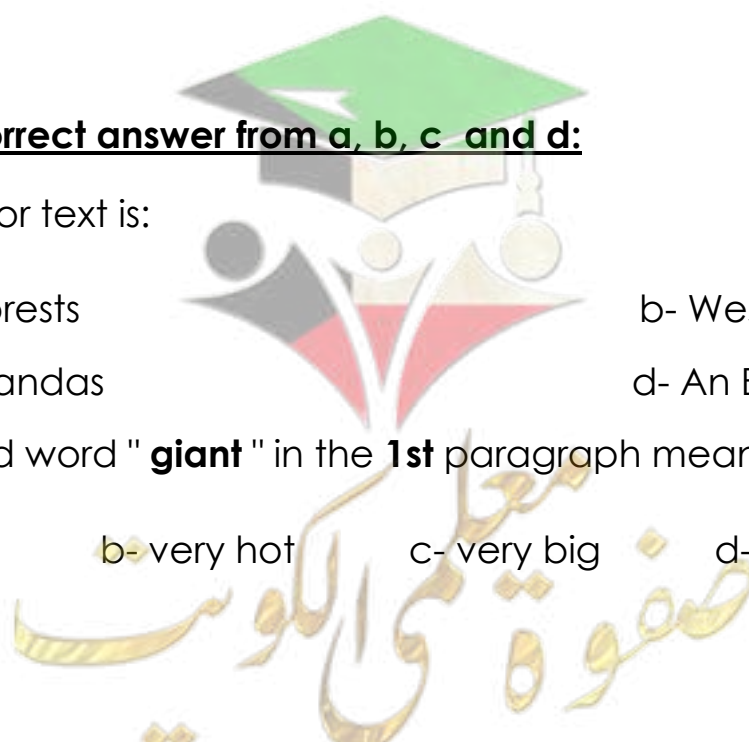 orrect answer from a, b, c and d:
or text is:
orests b- We
andas d- An E
d word " giant " in the 1st paragraph mean
b- very hot c- very big d-
صفوة معلمى الكويت